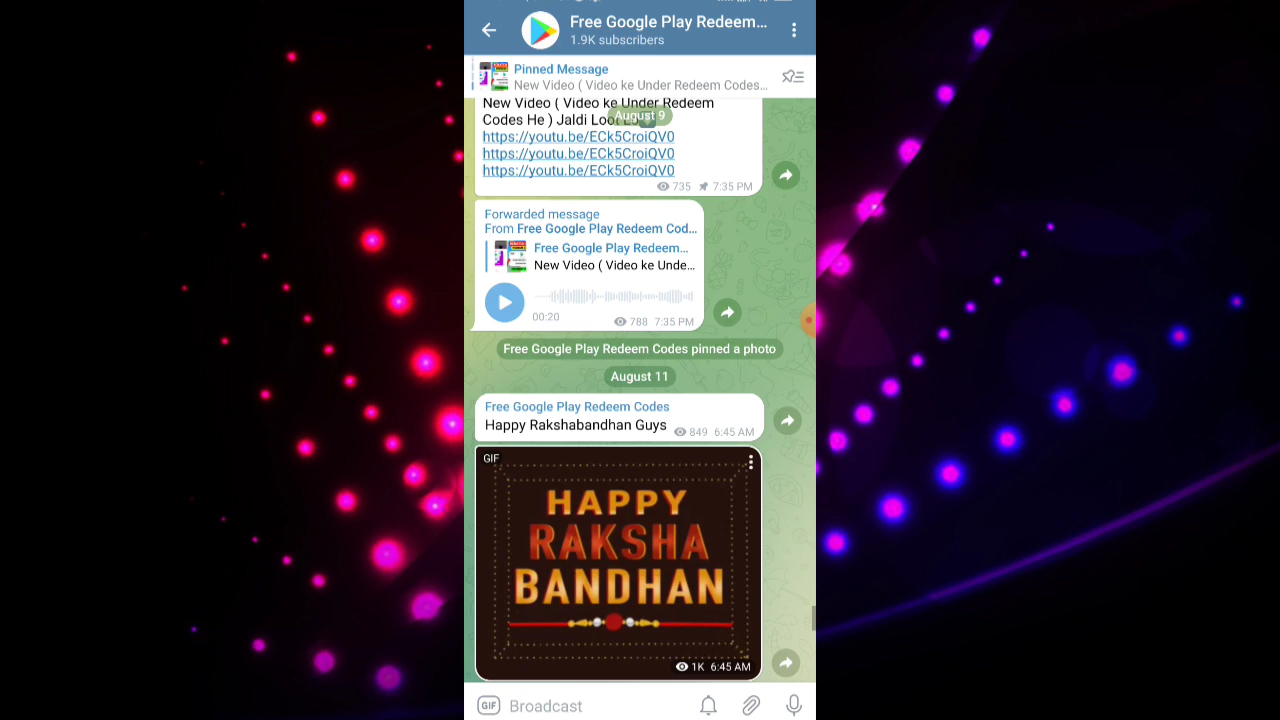 Free Google Play Redeem...
1.9K subscribers
Pinned Message
New Video ( Video ke Under Redeem Codes...
New Video ( Video ke Under Redeem
August 9
Codes He ) Jaldi Loot
https://youtu.be/ECk5CroiQV0
https://youtu.be/ECk5CroiQV0
https://youtu.be/ECk5CroiQV0
735 7:35 PM
Forwarded message
From Free Google Play Redeem Cod...
Free Google Play Redeem...
New Video ( Video ke Unde...
00:20
788 7:35 PM
Free Google Play Redeem Codes pinned a photo
August 11
Free Google Play Redeem Codes
Happy Rakshabandhan Guys
849 6:45 AM
GIF
HAPPY
RAKSHA
BANDHAN
1K 6:45 AM
GIF Broadcast